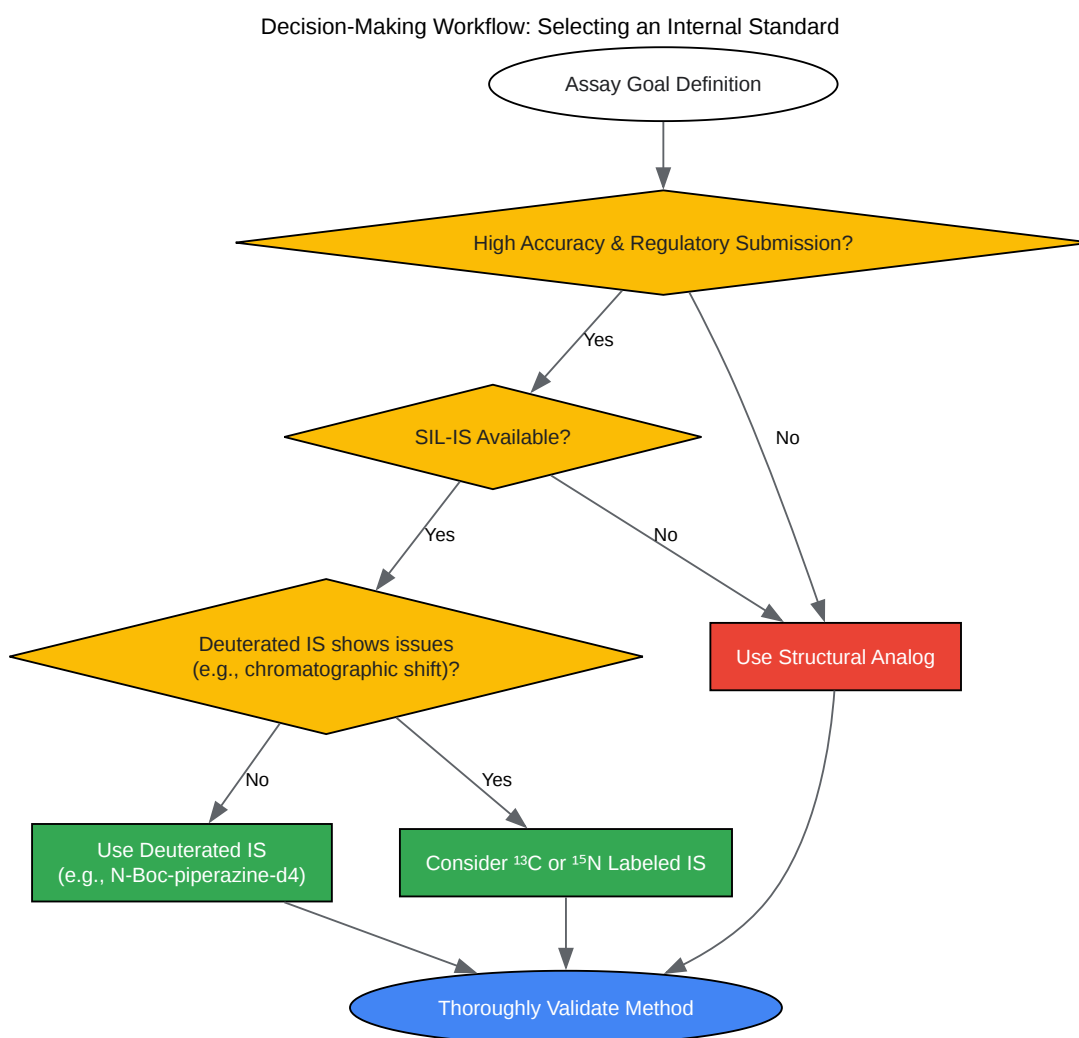 Decision-Making Workflow: Selecting an Internal Standard
Assay Goal Definition
High Accuracy & Regulatory Submission?
Yes
No
SIL-IS Available?
Yes
No
Deuterated IS shows issues
(e.g., chromatographic shift)?
Use Structural Analog
No
Yes
Use Deuterated IS
(e.g., N-Boc-piperazine-d4)
Consider ¹³C or ¹⁵N Labeled IS
Thoroughly Validate Method